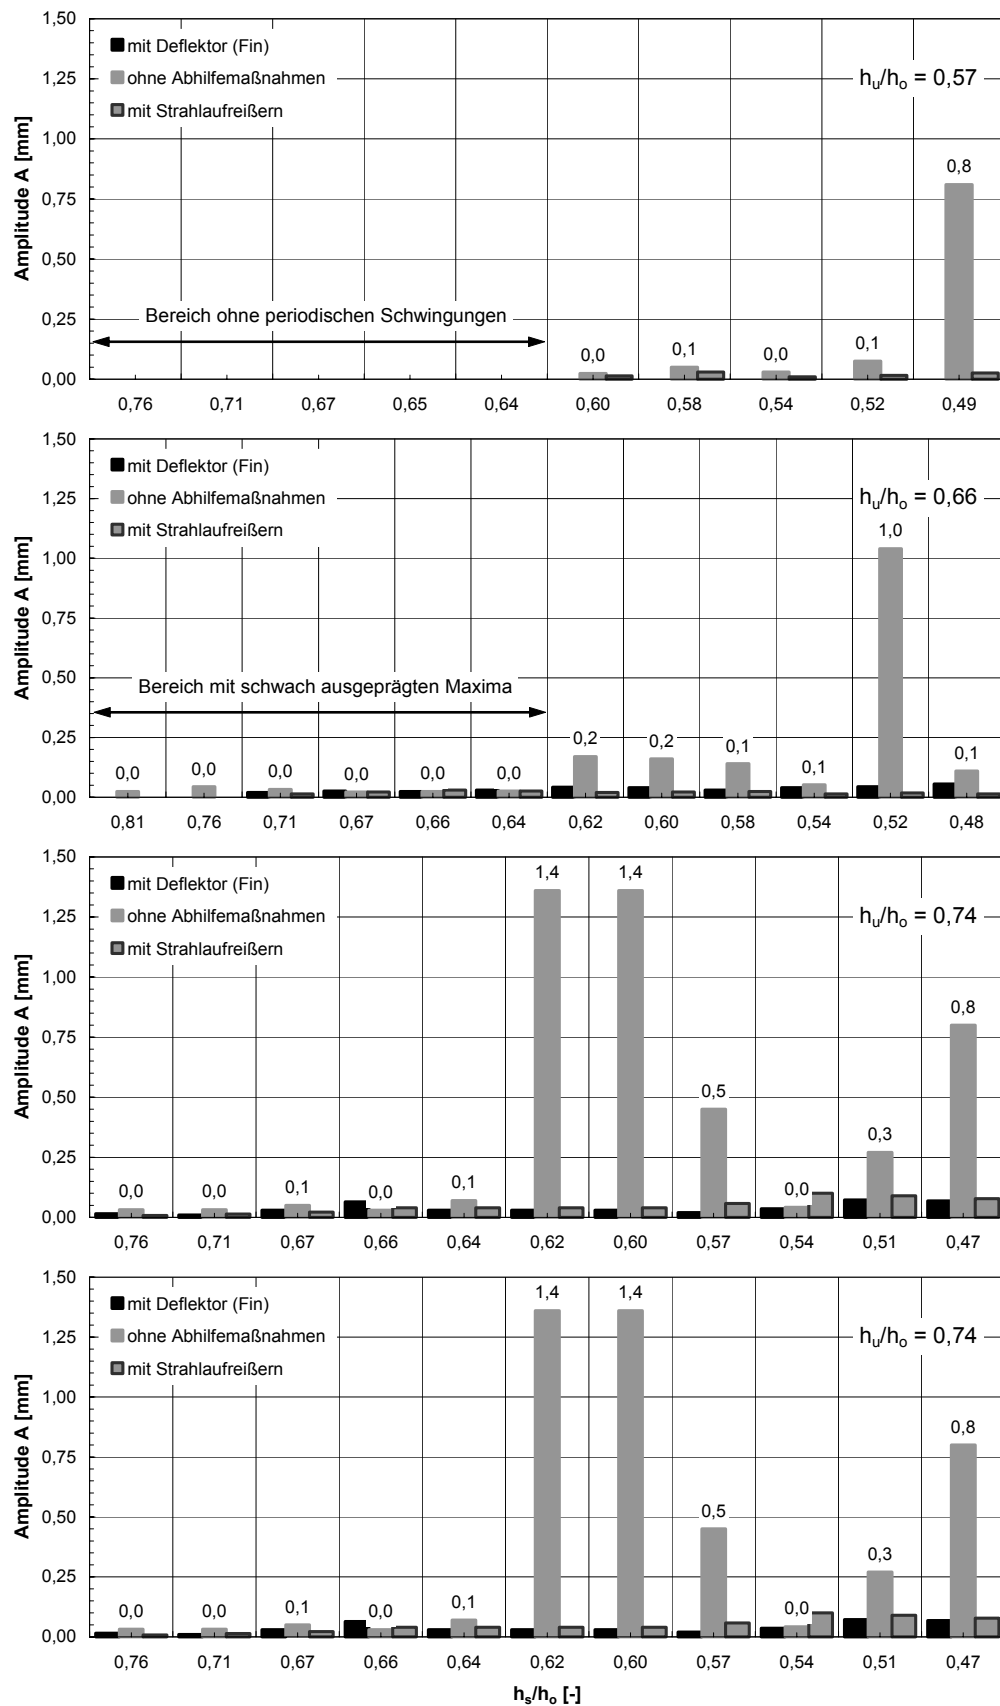 1,50
mit Deflektor (Fin)
1,25
ohne Abhilfemaßnahmen
hu/ho = 0,57
mit Strahlaufreißern
1,00
0,8
Amplitude A [mm]
0,75
0,50
Bereich ohne periodischen Schwingungen
0,25
0,0 0,1 0,0 0,1
0,00
0,76 0,71 0,67 0,65 0,64 0,60 0,58 0,54 0,52 0,49
1,50
mit Deflektor (Fin)
1,25
ohne Abhilfemaßnahmen
hu/ho = 0,66
mit Strahlaufreißern
1,0
1,00
Amplitude A [mm]
0,75
0,50
Bereich mit schwach ausgeprägten Maxima
0,25
0,0 0,0 0,0 0,0 0,0 0,0 0,2 0,2 0,1 0,1 0,1
0,00
0,81 0,76 0,71 0,67 0,66 0,64 0,62 0,60 0,58 0,54 0,52 0,48
1,50
mit Deflektor (Fin)
1,4 1,4
1,25
ohne Abhilfemaßnahmen
hu/ho = 0,74
mit Strahlaufreißern
1,00
Amplitude A [mm]
0,8
0,75
0,50
0,5
0,3
0,25
0,0 0,0 0,1 0,0 0,1 0,0
0,00
0,76 0,71 0,67 0,66 0,64 0,62 0,60 0,57 0,54 0,51 0,47
1,50
mit Deflektor (Fin)
1,4 1,4
1,25
ohne Abhilfemaßnahmen
hu/ho = 0,74
mit Strahlaufreißern
1,00
Amplitude A [mm]
0,8
0,75
0,50
0,5
0,3
0,25
0,0 0,0 0,1 0,0 0,1 0,0
0,00
0,76 0,71 0,67 0,66 0,64 0,62 0,60 0,57 0,54 0,51 0,47
hs/ho [-]